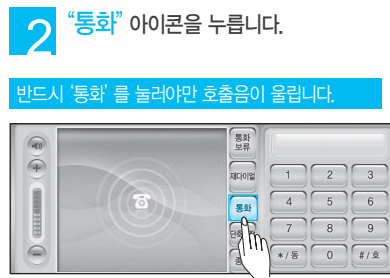 2 “통화” 아이콘을 누릅니다.
반드시 ‘통화’ 를 눌러야만 호출음이 울립니다.
통화
보류
재다이얼
통화
1 2 3
4 5 6
7 8 9
*/동 0 #/호